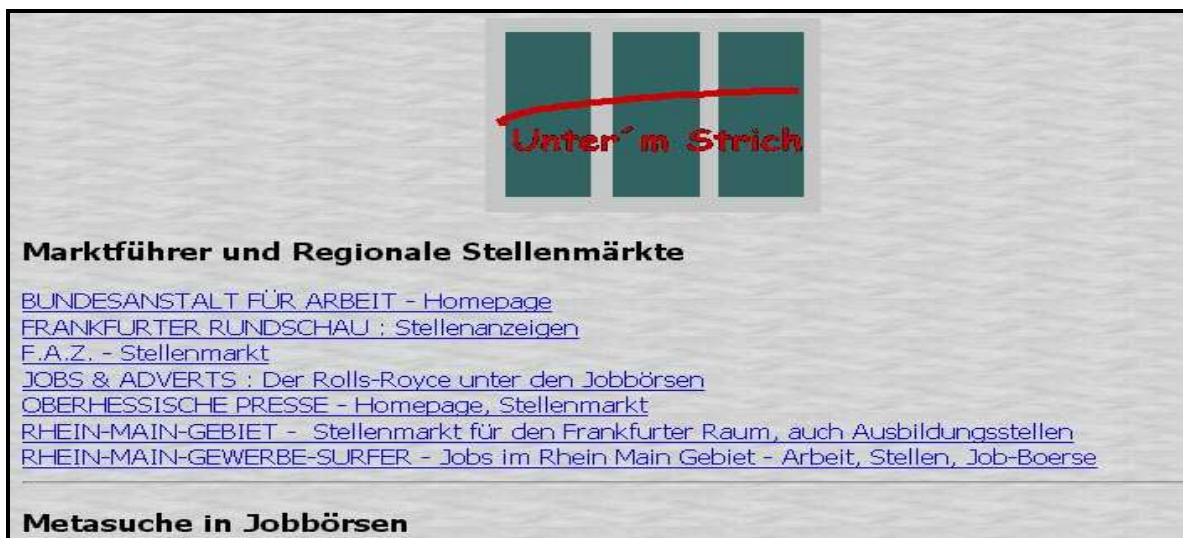 Unter´m Strich
Marktführer und Regionale Stellenmärkte
BUNDESANSTALT FÜR ARBEIT - Homepage
FRANKFURTER RUNDSCHAU : Stellenanzeigen
F.A.Z. - Stellenmarkt
JOBS & ADVERTS : Der Rolls-Royce unter den Jobbörsen
OBERHESSISCHE PRESSE - Homepage, Stellenmarkt
RHEIN-MAIN-GEBIET - Stellenmarkt für den Frankfurter Raum, auch Ausbildungsstellen
RHEIN-MAIN-GEWERBE-SURFER - Jobs im Rhein Main Gebiet - Arbeit, Stellen, Job-Boerse
Metasuche in Jobbörsen